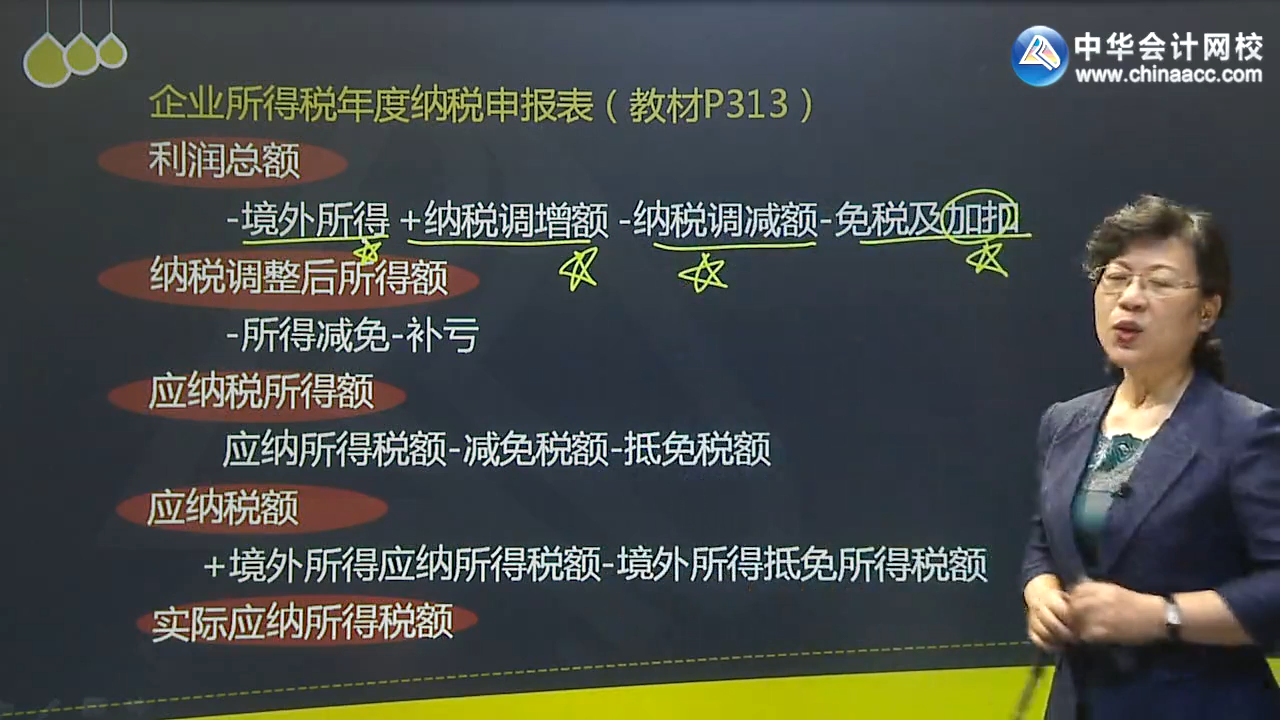 中华会计网校
www.chinaacc.com
企业所得税年度纳税申报表（教材P313）
利润总额
-境外所得 +纳税调增额 -纳税调减额-免税及加扣
纳税调整后所得额
-所得减免-补亏
应纳税所得额
应纳所得税额-减免税额-抵免税额
应纳税额
+境外所得应纳所得税额-境外所得抵免所得税额
实际应纳所得税额